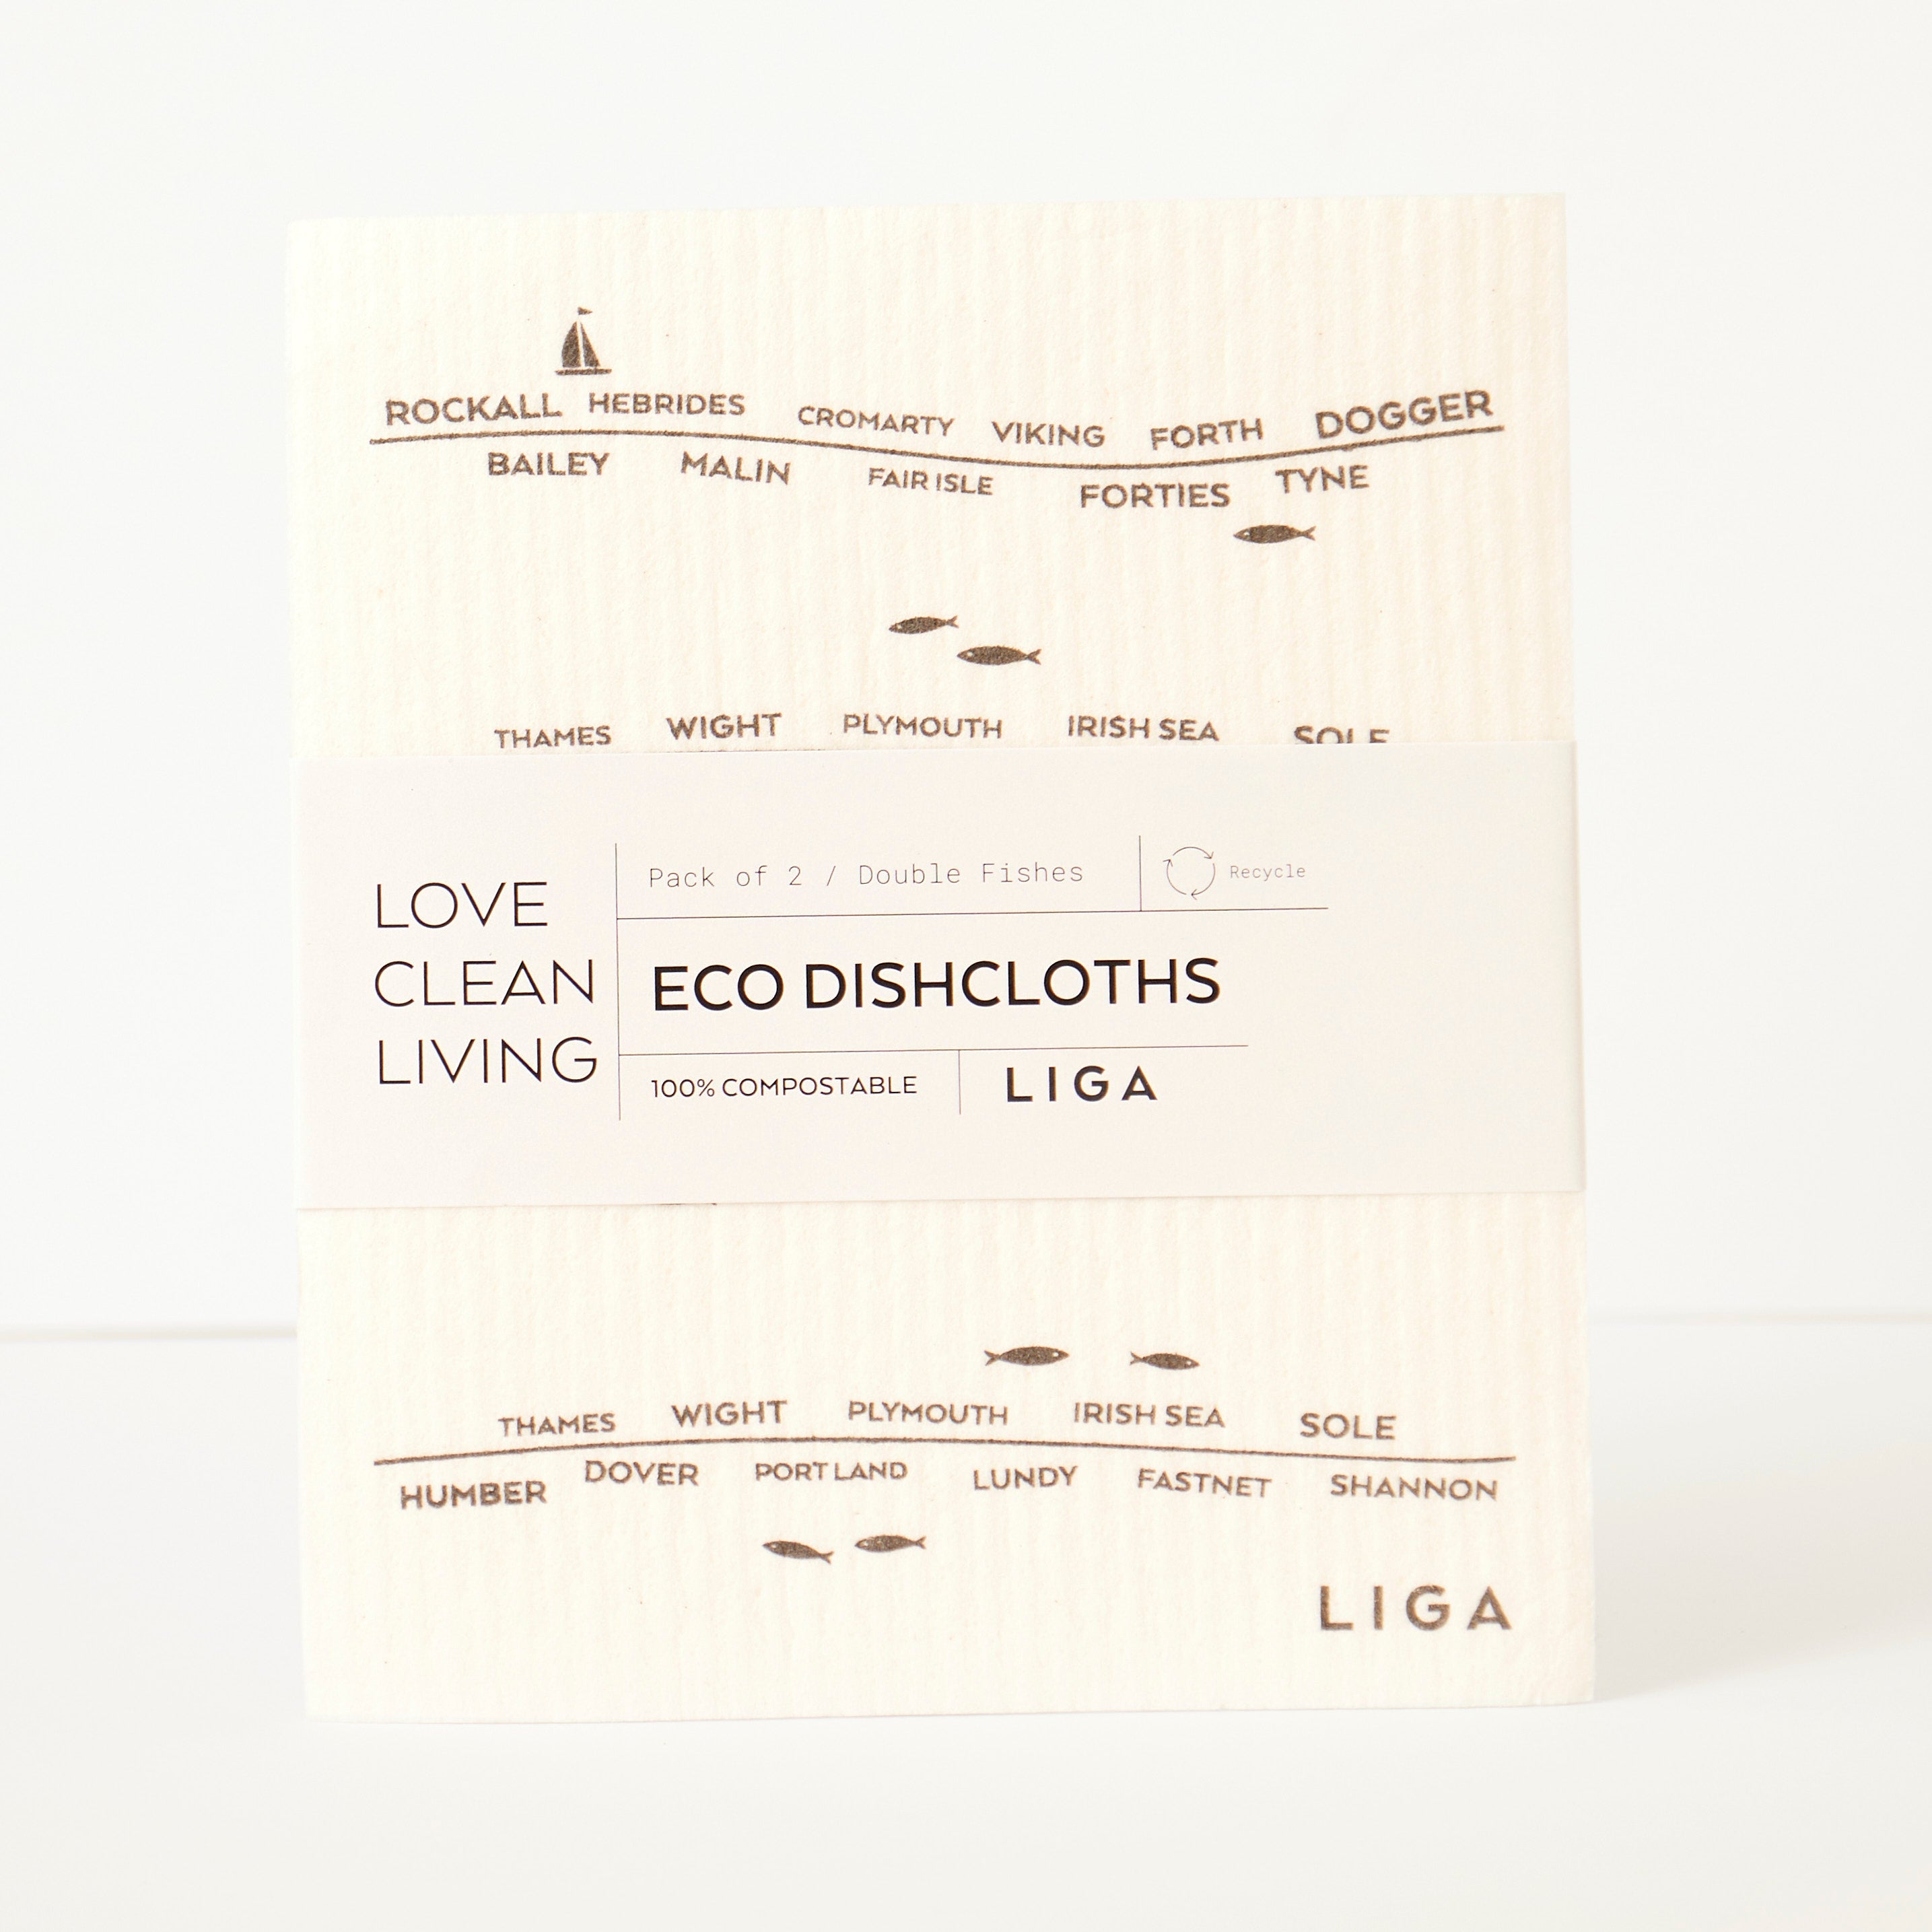 ROCKALL HEBRIDES CROMARTY VIKING FORTH DOGGER
BAILEY MALIN FAIR ISLE FORTIES TYNE
THAMES WIGHT PLYMOUTH IRISH SEA SOLE
LOVE
CLEAN
LIVING
Pack of 2 / Double Fishes
Recycle
ECO DISHCLOTHS
100% COMPOSTABLE
LIGA
THAMES WIGHT PLYMOUTH IRISH SEA SOLE
HUMBER DOVER PORTLAND LUNDY FASTNET SHANNON
LIGA